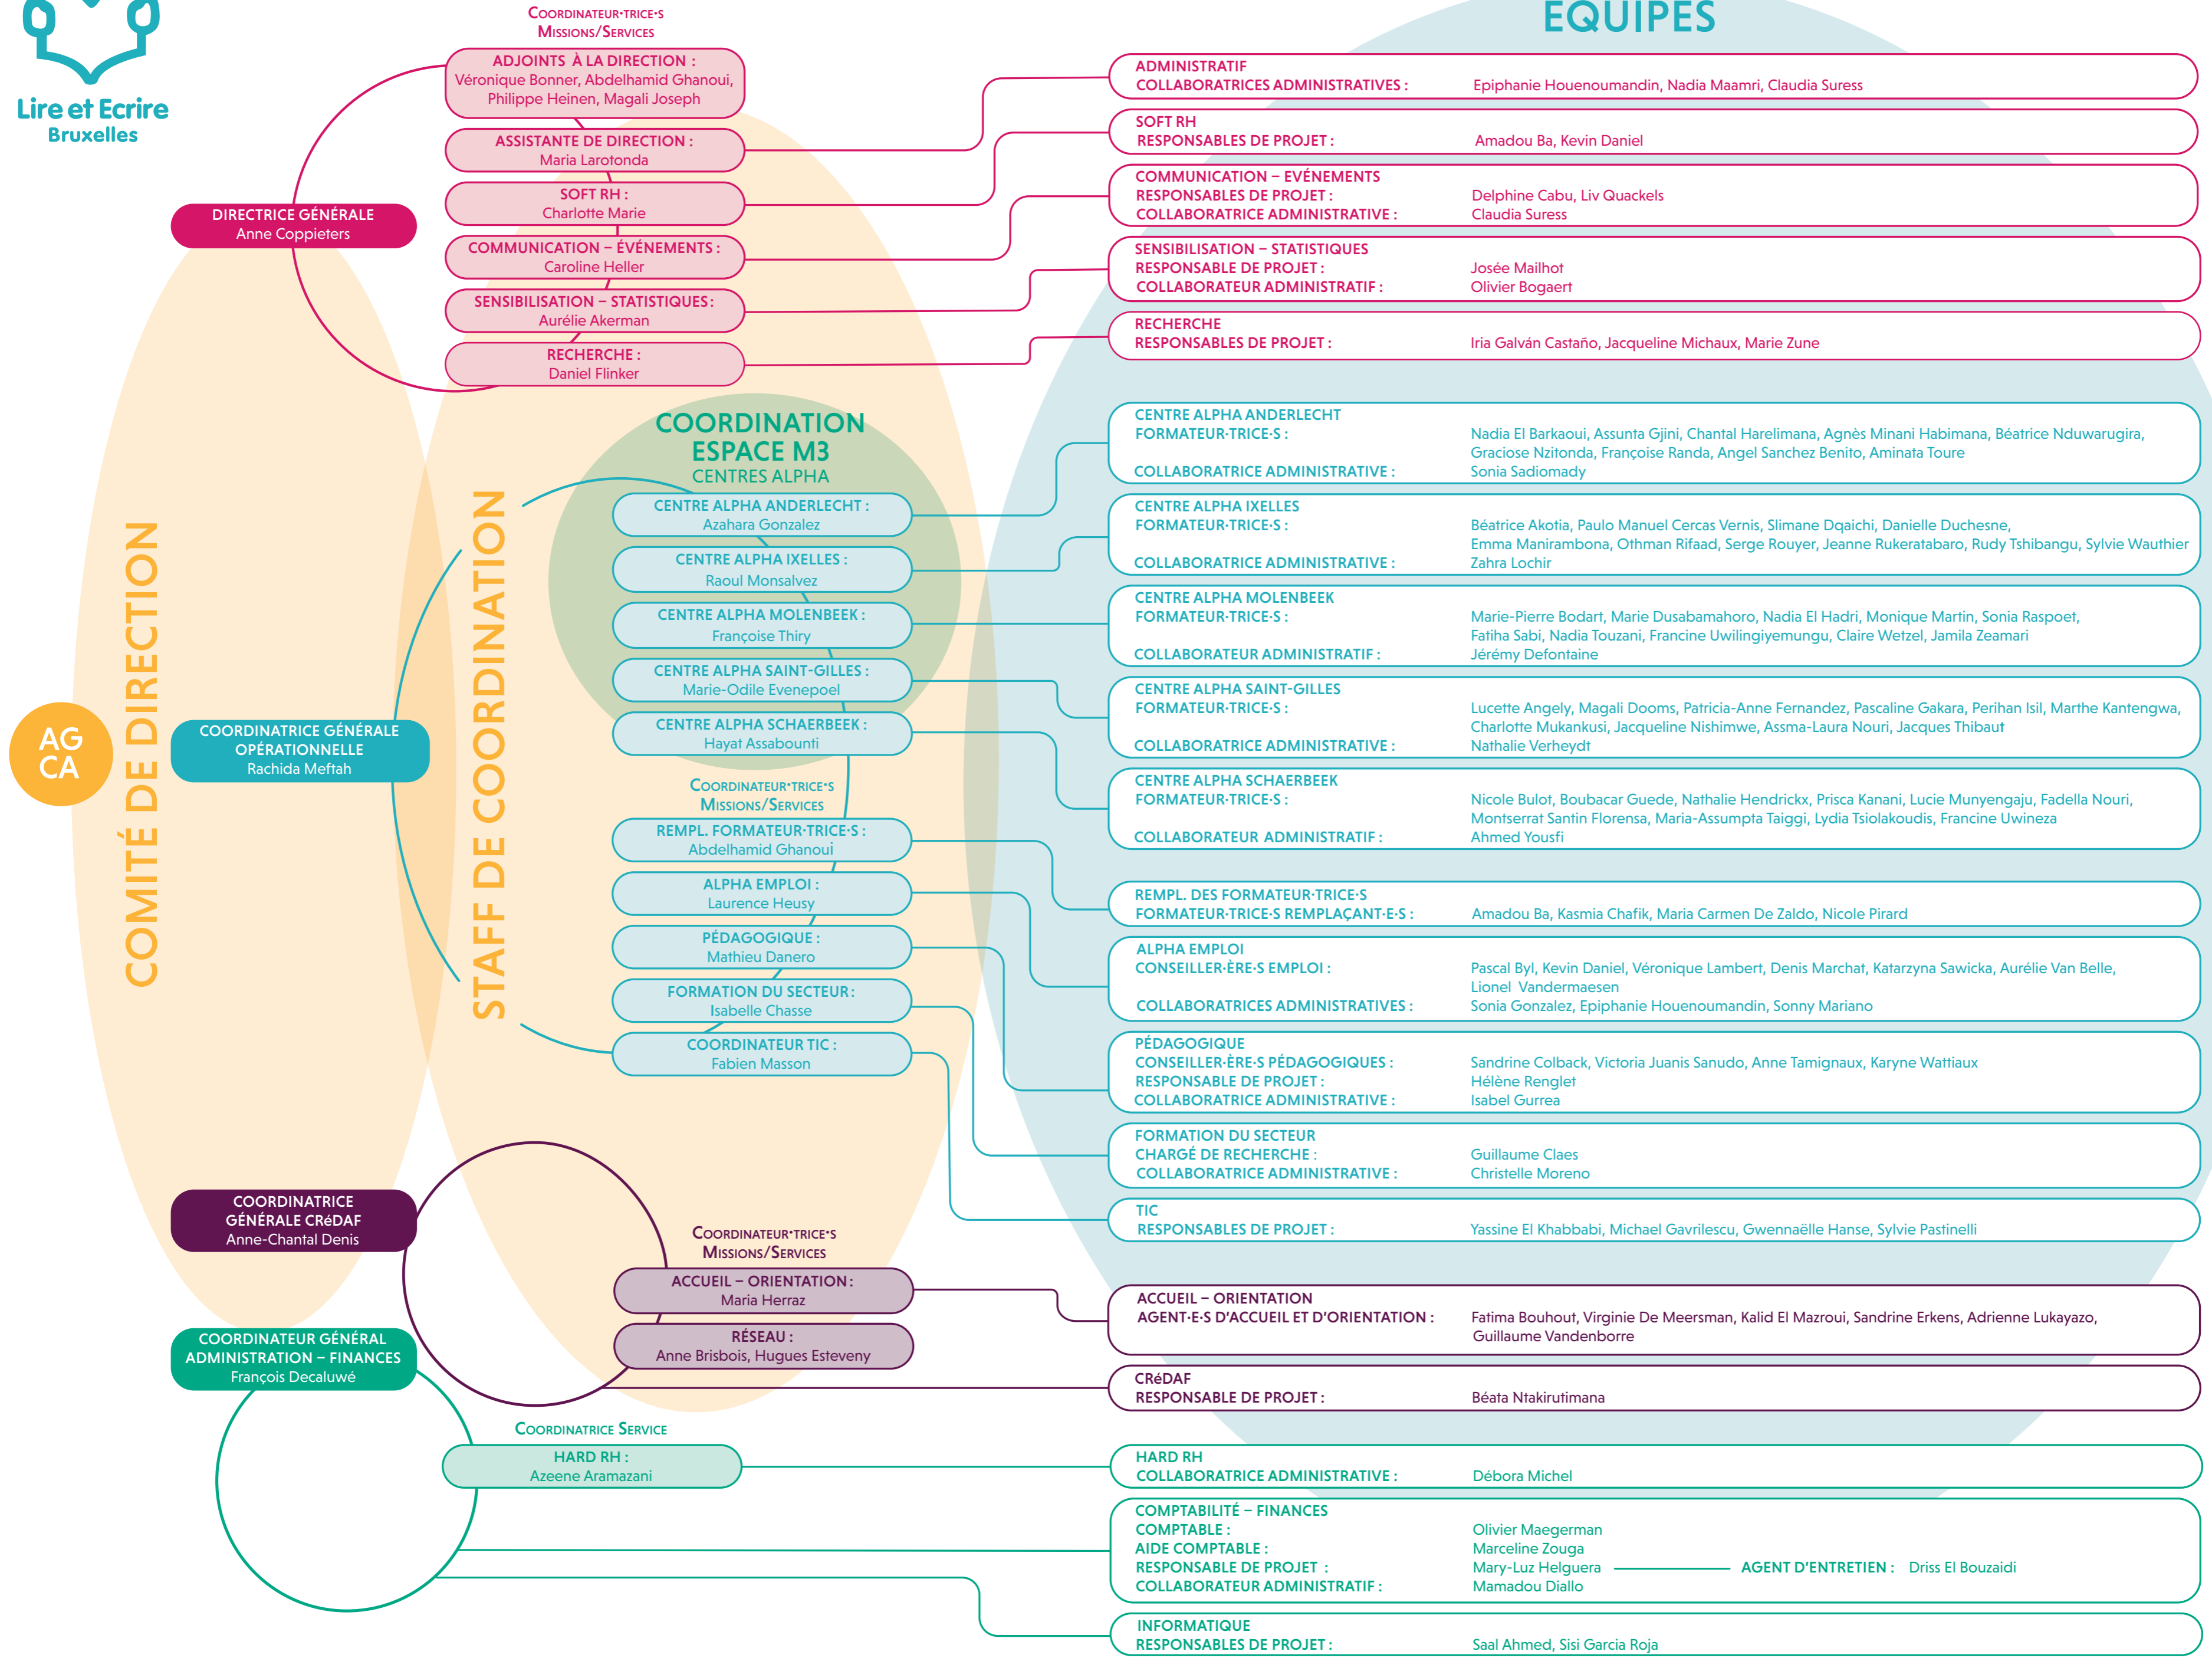 Lire et Ecrire
Bruxelles
COORDINATEUR·TRICE·S
MISSIONS/SERVICES
ADJOINTS À LA DIRECTION :
Véronique Bonner, Abdelhamid Ghanoui,
Philippe Heinen, Magali Joseph
ASSISTANTE DE DIRECTION :
Maria Larotonda
SOFT RH :
Charlotte Marie
COMMUNICATION – ÉVÉNEMENTS :
Caroline Heller
SENSIBILISATION – STATISTIQUES :
Aurélie Akerman
RECHERCHE :
Daniel Flinker
DIRECTRICE GÉNÉRALE
Anne Coppieters
AG
CA
COMITÉ DE DIRECTION
STAFF DE COORDINATION
COORDINATRICE GÉNÉRALE
OPÉRATIONNELLE
Rachida Meftah
COORDINATION
ESPACE M3
CENTRES ALPHA
CENTRE ALPHA ANDERLECHT :
Azahara Gonzalez
CENTRE ALPHA IXELLES :
Raoul Monsalvez
CENTRE ALPHA MOLENBEEK :
Françoise Thiry
CENTRE ALPHA SAINT-GILLES :
Marie-Odile Evenepoel
CENTRE ALPHA SCHAERBEEK :
Hayat Assabounti
COORDINATEUR·TRICE·S
MISSIONS/SERVICES
REMPL. FORMATEUR·TRICE·S :
Abdelhamid Ghanoui
ALPHA EMPLOI :
Laurence Heusy
PÉDAGOGIQUE :
Mathieu Danero
FORMATION DU SECTEUR :
Isabelle Chasse
COORDINATEUR TIC :
Fabien Masson
COORDINATRICE
GÉNÉRALE CRéDAF
Anne-Chantal Denis
COORDINATEUR·TRICE·S
MISSIONS/SERVICES
ACCUEIL – ORIENTATION :
Maria Herraz
RÉSEAU :
Anne Brisbois, Hugues Esteveny
COORDINATEUR GÉNÉRAL
ADMINISTRATION – FINANCES
François Decaluwé
COORDINATRICE SERVICE
HARD RH :
Azeene Aramazani
EQUIPES
ADMINISTRATIF
COLLABORATRICES ADMINISTRATIVES : Epiphanie Houenoumandin, Nadia Maamri, Claudia Suress
SOFT RH
RESPONSABLES DE PROJET : Amadou Ba, Kevin Daniel
COMMUNICATION – EVÉNEMENTS
RESPONSABLES DE PROJET : Delphine Cabu, Liv Quackels
COLLABORATRICE ADMINISTRATIVE : Claudia Suress
SENSIBILISATION – STATISTIQUES
RESPONSABLE DE PROJET : Josée Mailhot
COLLABORATEUR ADMINISTRATIF : Olivier Bogaert
RECHERCHE
RESPONSABLES DE PROJET : Iria Galván Castaño, Jacqueline Michaux, Marie Zune
CENTRE ALPHA ANDERLECHT
FORMATEUR·TRICE·S : Nadia El Barkaoui, Assunta Gjini, Chantal Harelimana, Agnès Minani Habimana, Béatrice Nduwarugira,
Graciose Nzitonda, Françoise Randa, Angel Sanchez Benito, Aminata Toure
COLLABORATRICE ADMINISTRATIVE : Sonia Sadiomady
CENTRE ALPHA IXELLES
FORMATEUR·TRICE·S : Béatrice Akotia, Paulo Manuel Cercas Vernis, Slimane Dqaichi, Danielle Duchesne,
Emma Manirambona, Othman Rifaad, Serge Rouyer, Jeanne Rukeratabaro, Rudy Tshibangu, Sylvie Wauthier
COLLABORATRICE ADMINISTRATIVE : Zahra Lochir
CENTRE ALPHA MOLENBEEK
FORMATEUR·TRICE·S : Marie-Pierre Bodart, Marie Dusabamahoro, Nadia El Hadri, Monique Martin, Sonia Raspoet,
Fatiha Sabi, Nadia Touzani, Francine Uwilingiyemungu, Claire Wetzel, Jamila Zeamari
COLLABORATEUR ADMINISTRATIF : Jérémy Defontaine
CENTRE ALPHA SAINT-GILLES
FORMATEUR·TRICE·S : Lucette Angely, Magali Dooms, Patricia-Anne Fernandez, Pascaline Gakara, Perihan Isil, Marthe Kantengwa,
Charlotte Mukankusi, Jacqueline Nishimwe, Assma-Laura Nouri, Jacques Thibaut
COLLABORATRICE ADMINISTRATIVE : Nathalie Verheydt
CENTRE ALPHA SCHAERBEEK
FORMATEUR·TRICE·S : Nicole Bulot, Boubacar Guede, Nathalie Hendrickx, Prisca Kanani, Lucie Munyengaju, Fadella Nouri,
Montserrat Santin Florensa, Maria-Assumpta Taiggi, Lydia Tsiolakoudis, Francine Uwineza
COLLABORATEUR ADMINISTRATIF : Ahmed Yousfi
REMPL. DES FORMATEUR·TRICE·S
FORMATEUR·TRICE·S REMPLAÇANT·E·S : Amadou Ba, Kasmia Chafik, Maria Carmen De Zaldo, Nicole Pirard
ALPHA EMPLOI
CONSEILLER·ÈRE·S EMPLOI : Pascal Byl, Kevin Daniel, Véronique Lambert, Denis Marchat, Katarzyna Sawicka, Aurélie Van Belle,
Lionel Vandermaesen
COLLABORATRICES ADMINISTRATIVES : Sonia Gonzalez, Epiphanie Houenoumandin, Sonny Mariano
PÉDAGOGIQUE
CONSEILLER·ÈRE·S PÉDAGOGIQUES : Sandrine Colback, Victoria Juanis Sanudo, Anne Tamignaux, Karyne Wattiaux
RESPONSABLE DE PROJET : Hélène Renglet
COLLABORATRICE ADMINISTRATIVE : Isabel Gurrea
FORMATION DU SECTEUR
CHARGÉ DE RECHERCHE : Guillaume Claes
COLLABORATRICE ADMINISTRATIVE : Christelle Moreno
TIC
RESPONSABLES DE PROJET : Yassine El Khabbabi, Michael Gavrilescu, Gwennaëlle Hanse, Sylvie Pastinelli
ACCUEIL – ORIENTATION
AGENT·E·S D'ACCUEIL ET D'ORIENTATION : Fatima Bouhout, Virginie De Meersman, Kalid El Mazroui, Sandrine Erkens, Adrienne Lukayazo,
Guillaume Vandenborre
CRéDAF
RESPONSABLE DE PROJET : Béata Ntakirutimana
HARD RH
COLLABORATRICE ADMINISTRATIVE : Débora Michel
COMPTABILITÉ – FINANCES
COMPTABLE : Olivier Maegerman
AIDE COMPTABLE : Marceline Zouga
RESPONSABLE DE PROJET : Mary-Luz Helguera AGENT D'ENTRETIEN : Driss El Bouzaidi
COLLABORATEUR ADMINISTRATIF : Mamadou Diallo
INFORMATIQUE
RESPONSABLES DE PROJET : Saal Ahmed, Sisi Garcia Roja